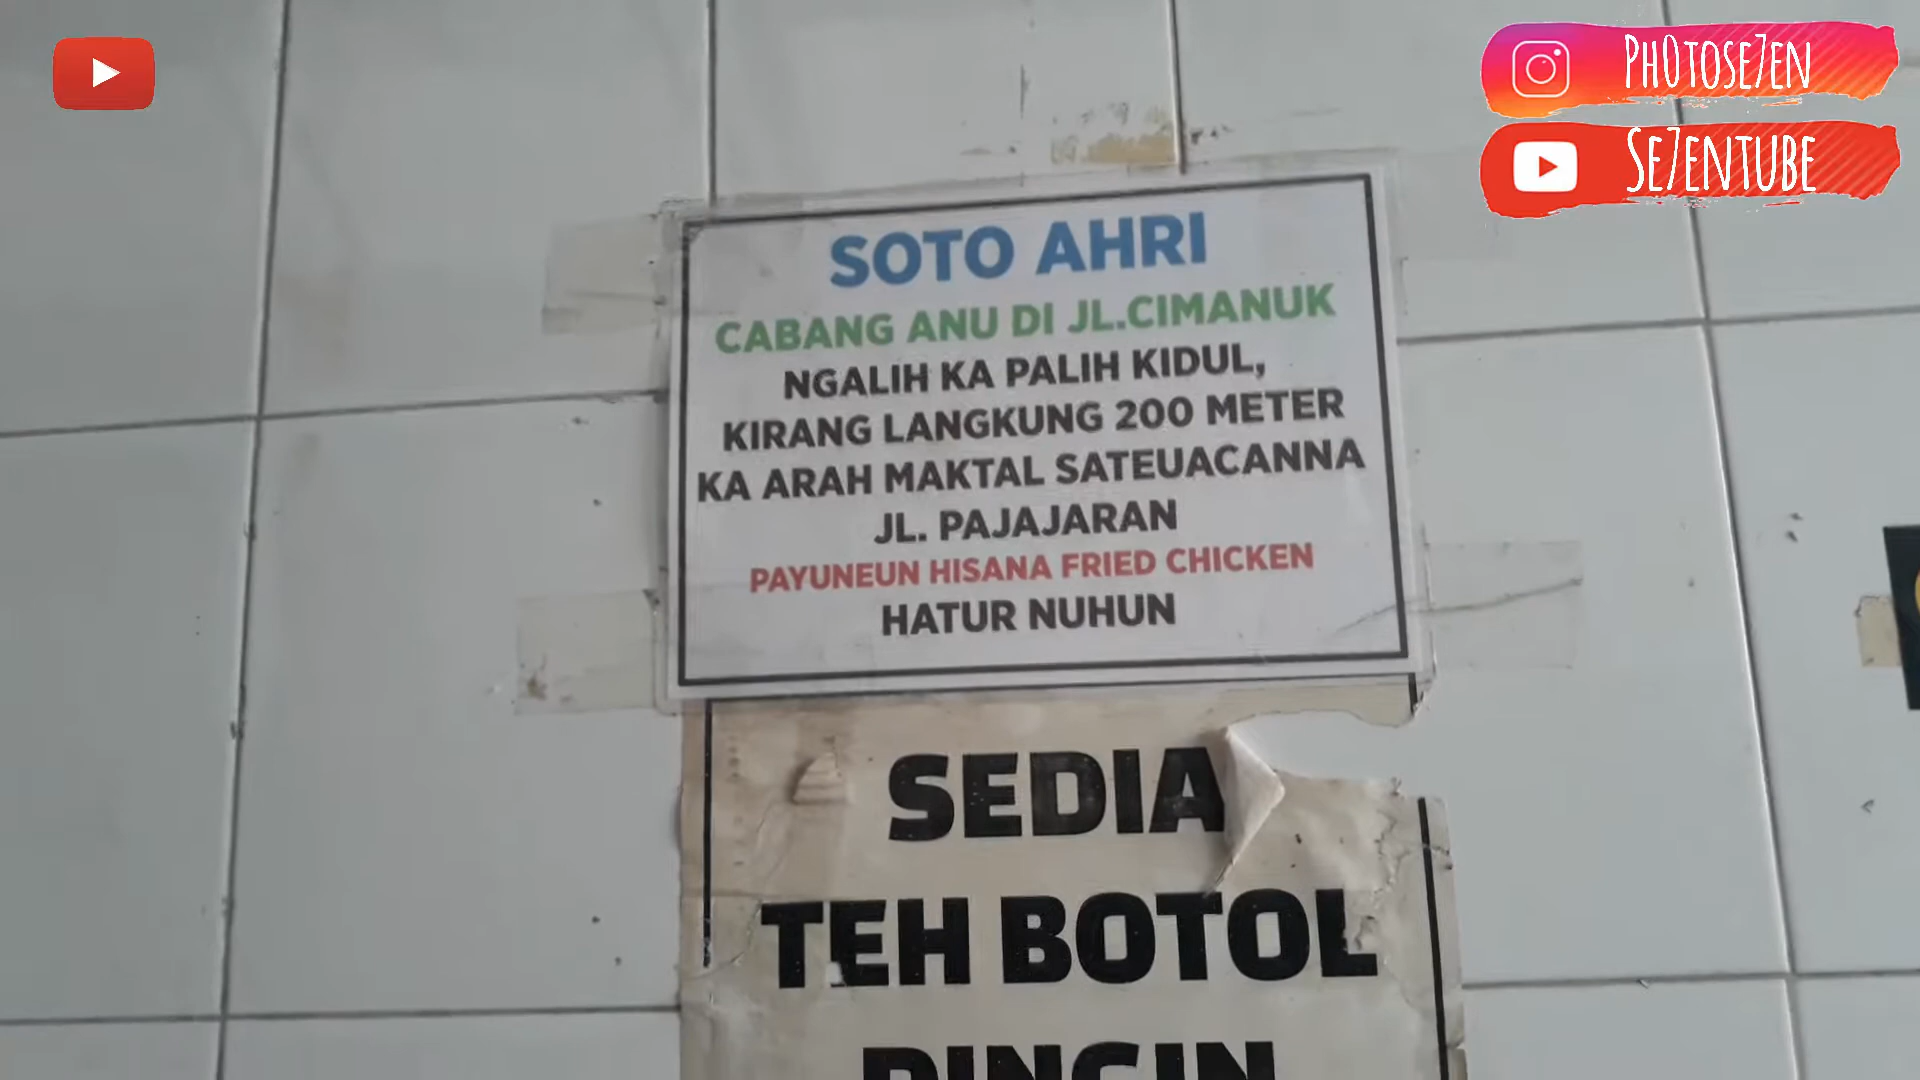 PH0TOSE7EN
SE7ENTUBE
SOTO AHRI
CABANG ANU DI JL.CIMANUK
NGALIH KA PALIH KIDUL,
KIRANG LANGKUNG 200 METER
KA ARAH MAKTAL SATEUACANNA
JL. PAJAJARAN
PAYUNEUN HISANA FRIED CHICKEN
HATUR NUHUN
SEDIA
TEH BOTOL
DINGIN